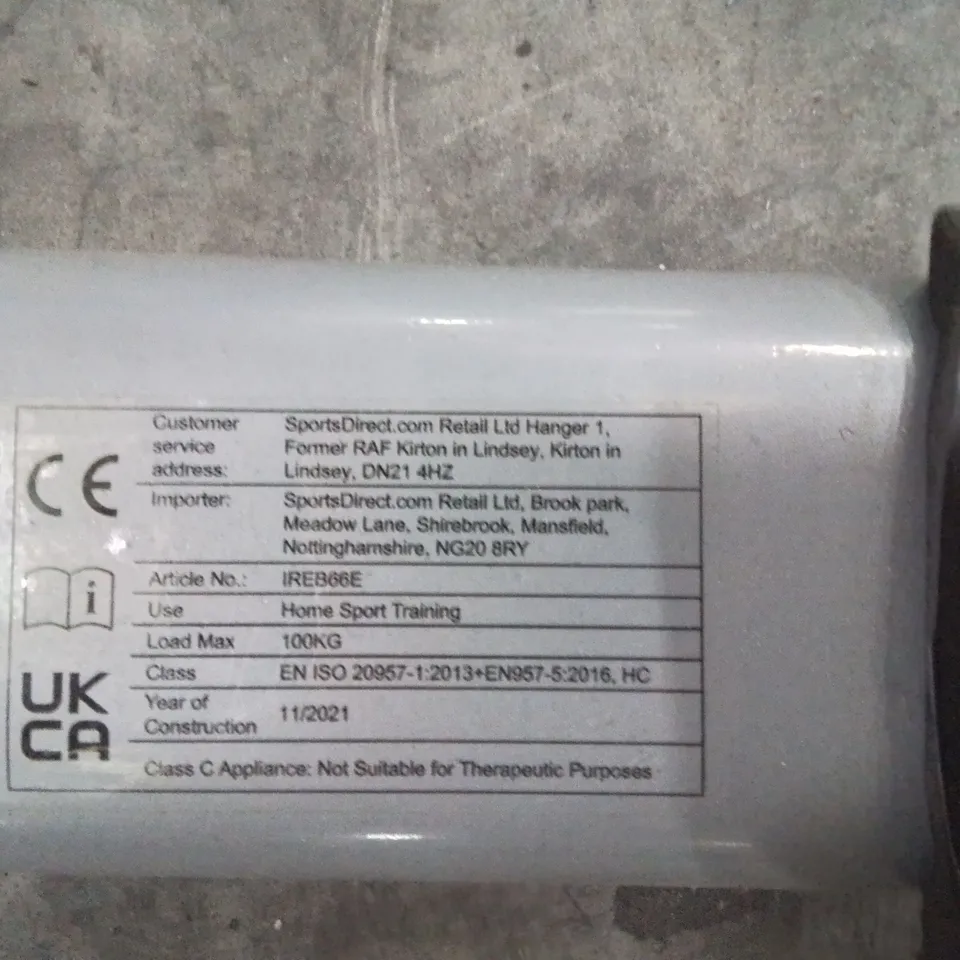 CE
Customer service address:
SportsDirect.com Retail Ltd Hanger 1,
Former RAF Kirton in Lindsey, Kirton in
Lindsey, DN21 4HZ
Importer:
SportsDirect.com Retail Ltd, Brook park,
Meadow Lane, Shirebrook, Mansfield,
Nottinghamshire, NG20 8RY
i
Article No.: IREB66E
Use Home Sport Training
Load Max 100KG
UK
CA
Class EN ISO 20957-1:2013+EN957-5:2016, HC
Year of Construction 11/2021
Class C Appliance: Not Suitable for Therapeutic Purposes